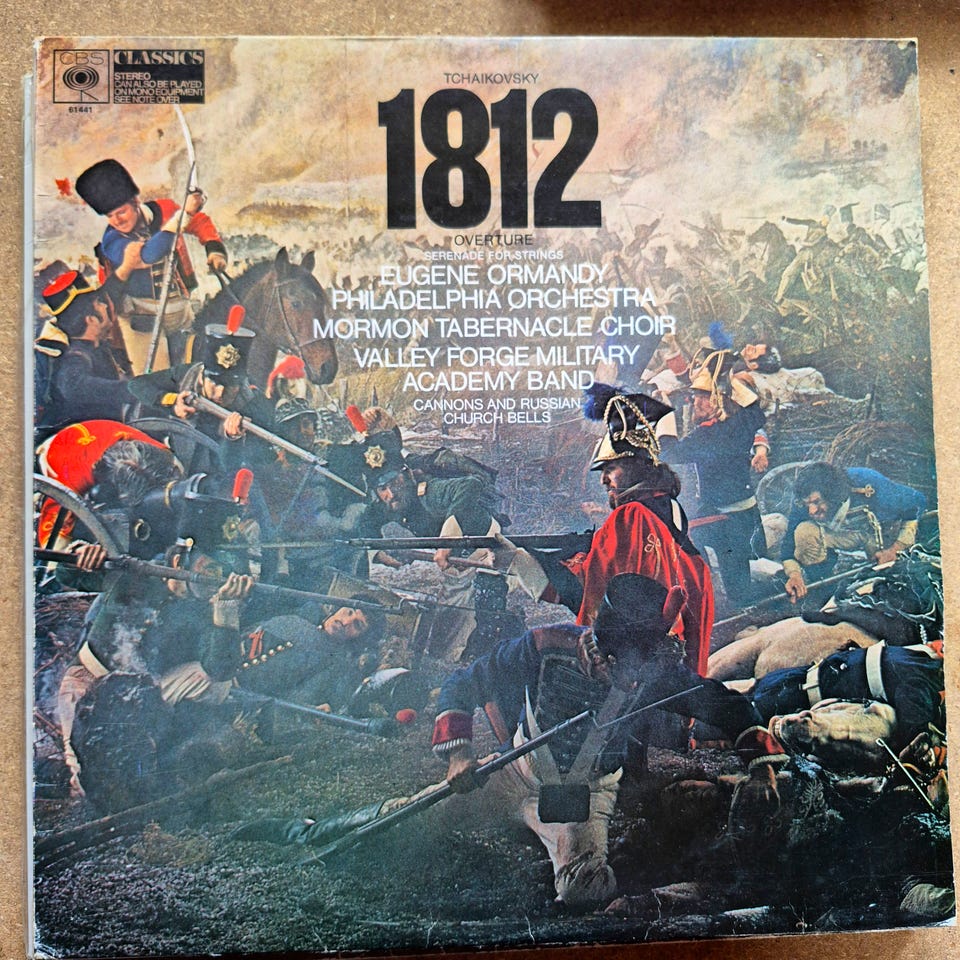 CBS
CLASSICS
STEREO
CAN ALSO BE PLAYED
ON MONO EQUIPMENT
SEE NOTE OVER
61441
TCHAIKOVSKY
1812
OVERTURE
SERENADE FOR STRINGS
EUGENE ORMANDY
PHILADELPHIA ORCHESTRA
MORMON TABERNACLE CHOIR
VALLEY FORGE MILITARY
ACADEMY BAND
CANNONS AND RUSSIAN
CHURCH BELLS